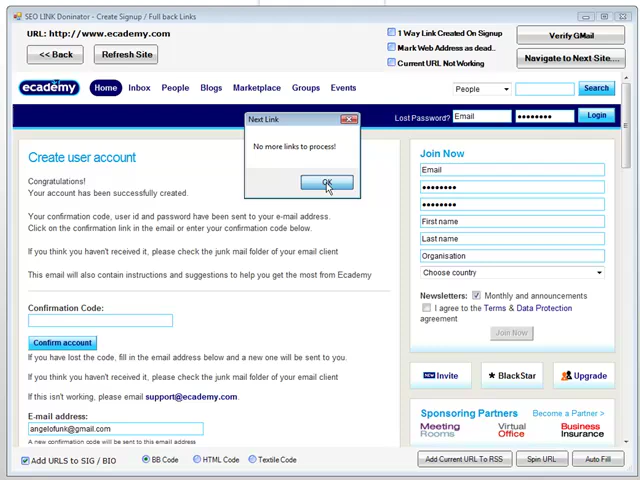 SEO LINK Dominator - Create Signup / Full back Links
URL: http://www.ecademy.com
1 Way Link Created On Signup
Verify GMail
<< Back
Refresh Site
Mark Web Address as dead..
Current URL Not Working
Navigate to Next Site....
ecademy
Home
Inbox
People
Blogs
Marketplace
Groups
Events
People
Search
Lost Password?
Email
Login
Next Link
No more links to process!
OK
Create user account
Congratulations!
Your account has been successfully created.
Your confirmation code, user id and password have been sent to your e-mail address.
Click on the confirmation link in the email or enter your confirmation code below.
If you think you haven't received it, please check the junk mail folder of your email client
This email will also contain instructions and suggestions to help you get the most from Ecademy
Confirmation Code:
Confirm account
If you have lost the code, fill in the email address below and a new one will be sent to you.
If you think you haven't received it, please check the junk mail folder of your email client
If this isn't working, please email support@ecademy.com.
E-mail address:
angelofunk@gmail.com
A new confirmation code will be sent to this email address
Join Now
Email
First name
Last name
Organisation
Choose country
Newsletters: Monthly and announcements
I agree to the Terms & Data Protection
agreement
Join Now
NEW Invite
BlackStar
Upgrade
Sponsoring Partners
Become a Partner >
Meeting Rooms
Virtual Office
Business Insurance
Add URLS to SIG / BIO
BB Code
HTML Code
Textile Code
Add Current URL To RSS
Spin URL
Auto Fill